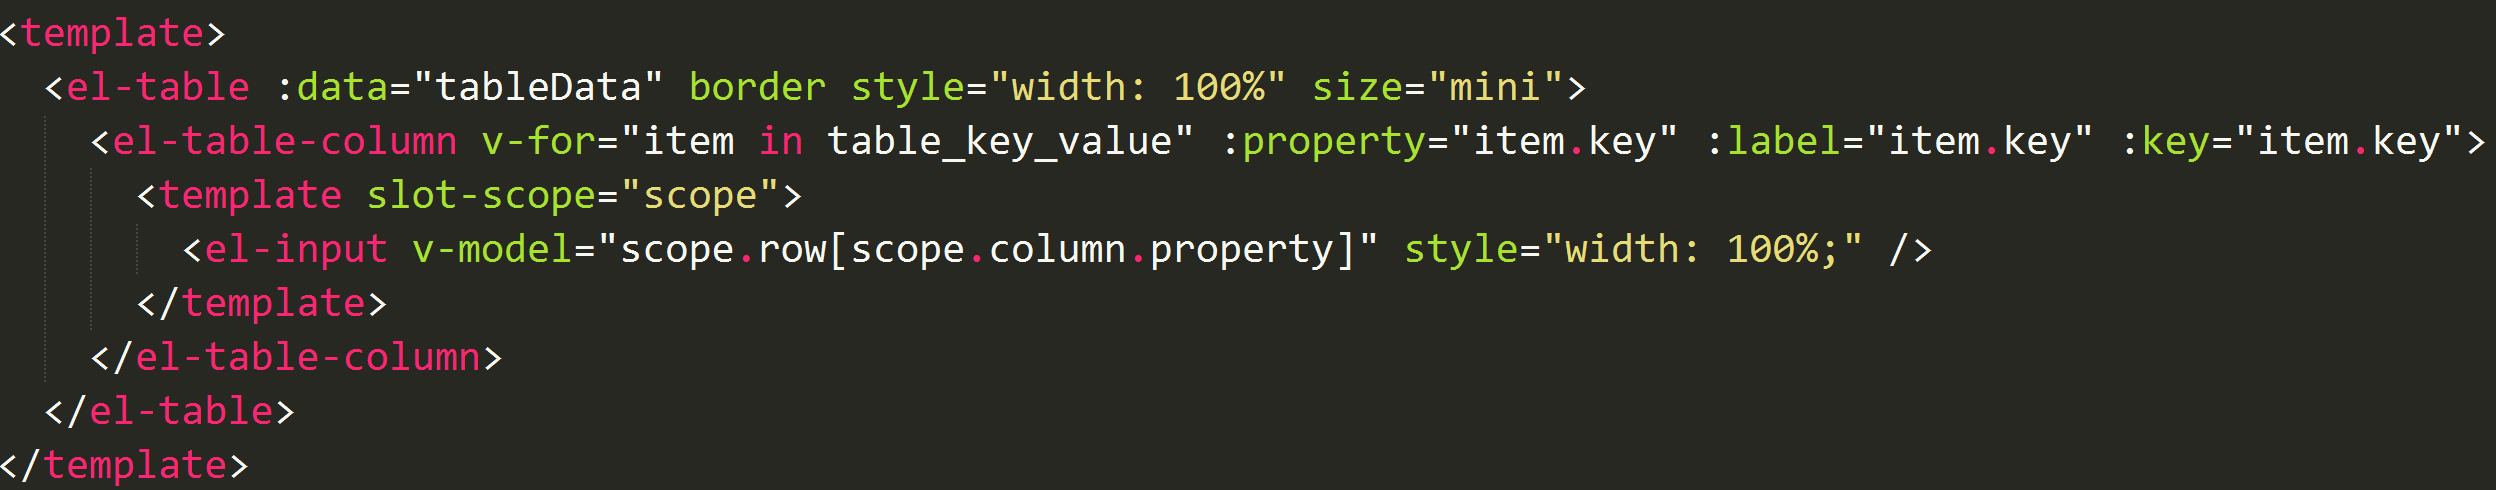 <template>
  <el-table :data="tableData" border style="width: 100%" size="mini">
    <el-table-column v-for="item in table_key_value" :property="item.key" :label="item.key" :key="item.key">
      <template slot-scope="scope">
        <el-input v-model="scope.row[scope.column.property]" style="width: 100%;" />
      </template>
    </el-table-column>
  </el-table>
</template>